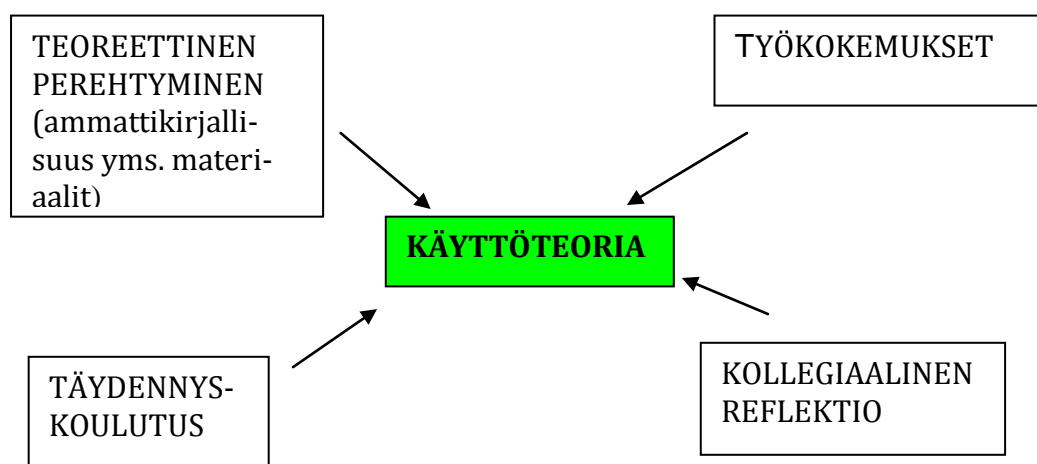 TEOREETTINEN
PEREHTYMINEN
(ammattikirjalli-
suus yms. materi-
aalit)
TYÖKOKEMUKSET
KÄYTTÖTEORIA
TÄYDENNYS-
KOULUTUS
KOLLEGIAALINEN
REFLEKTIO